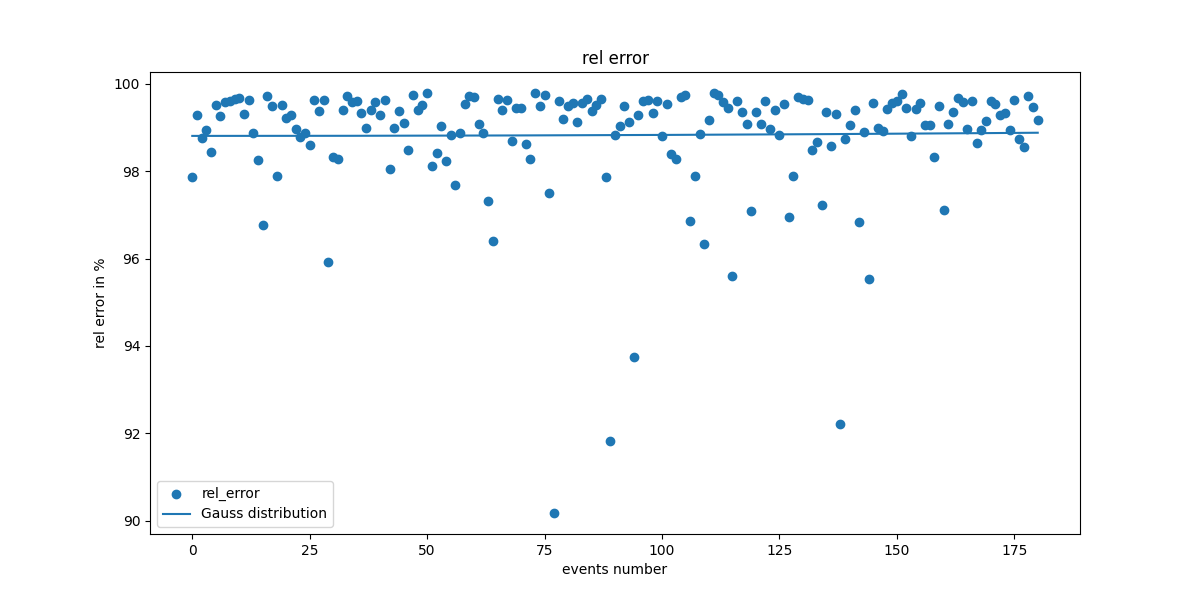 rel error
100
98
96
94
92
90
rel error in %
rel_error
Gauss distribution
0 25 50 75 100 125 150 175
events number